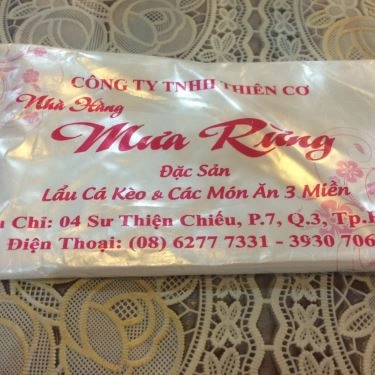 CÔNG TY TNHH THIÊN CƠ
Nhà Hàng
Mưa Rừng
Đặc Sản
Lẩu Cá Kèo & Các Món Ăn 3 Miền
Chỉ: 04 Sư Thiện Chiếu, P.7, Q.3, Tp.
Điện Thoại: (08) 6277 7331 - 3930 706